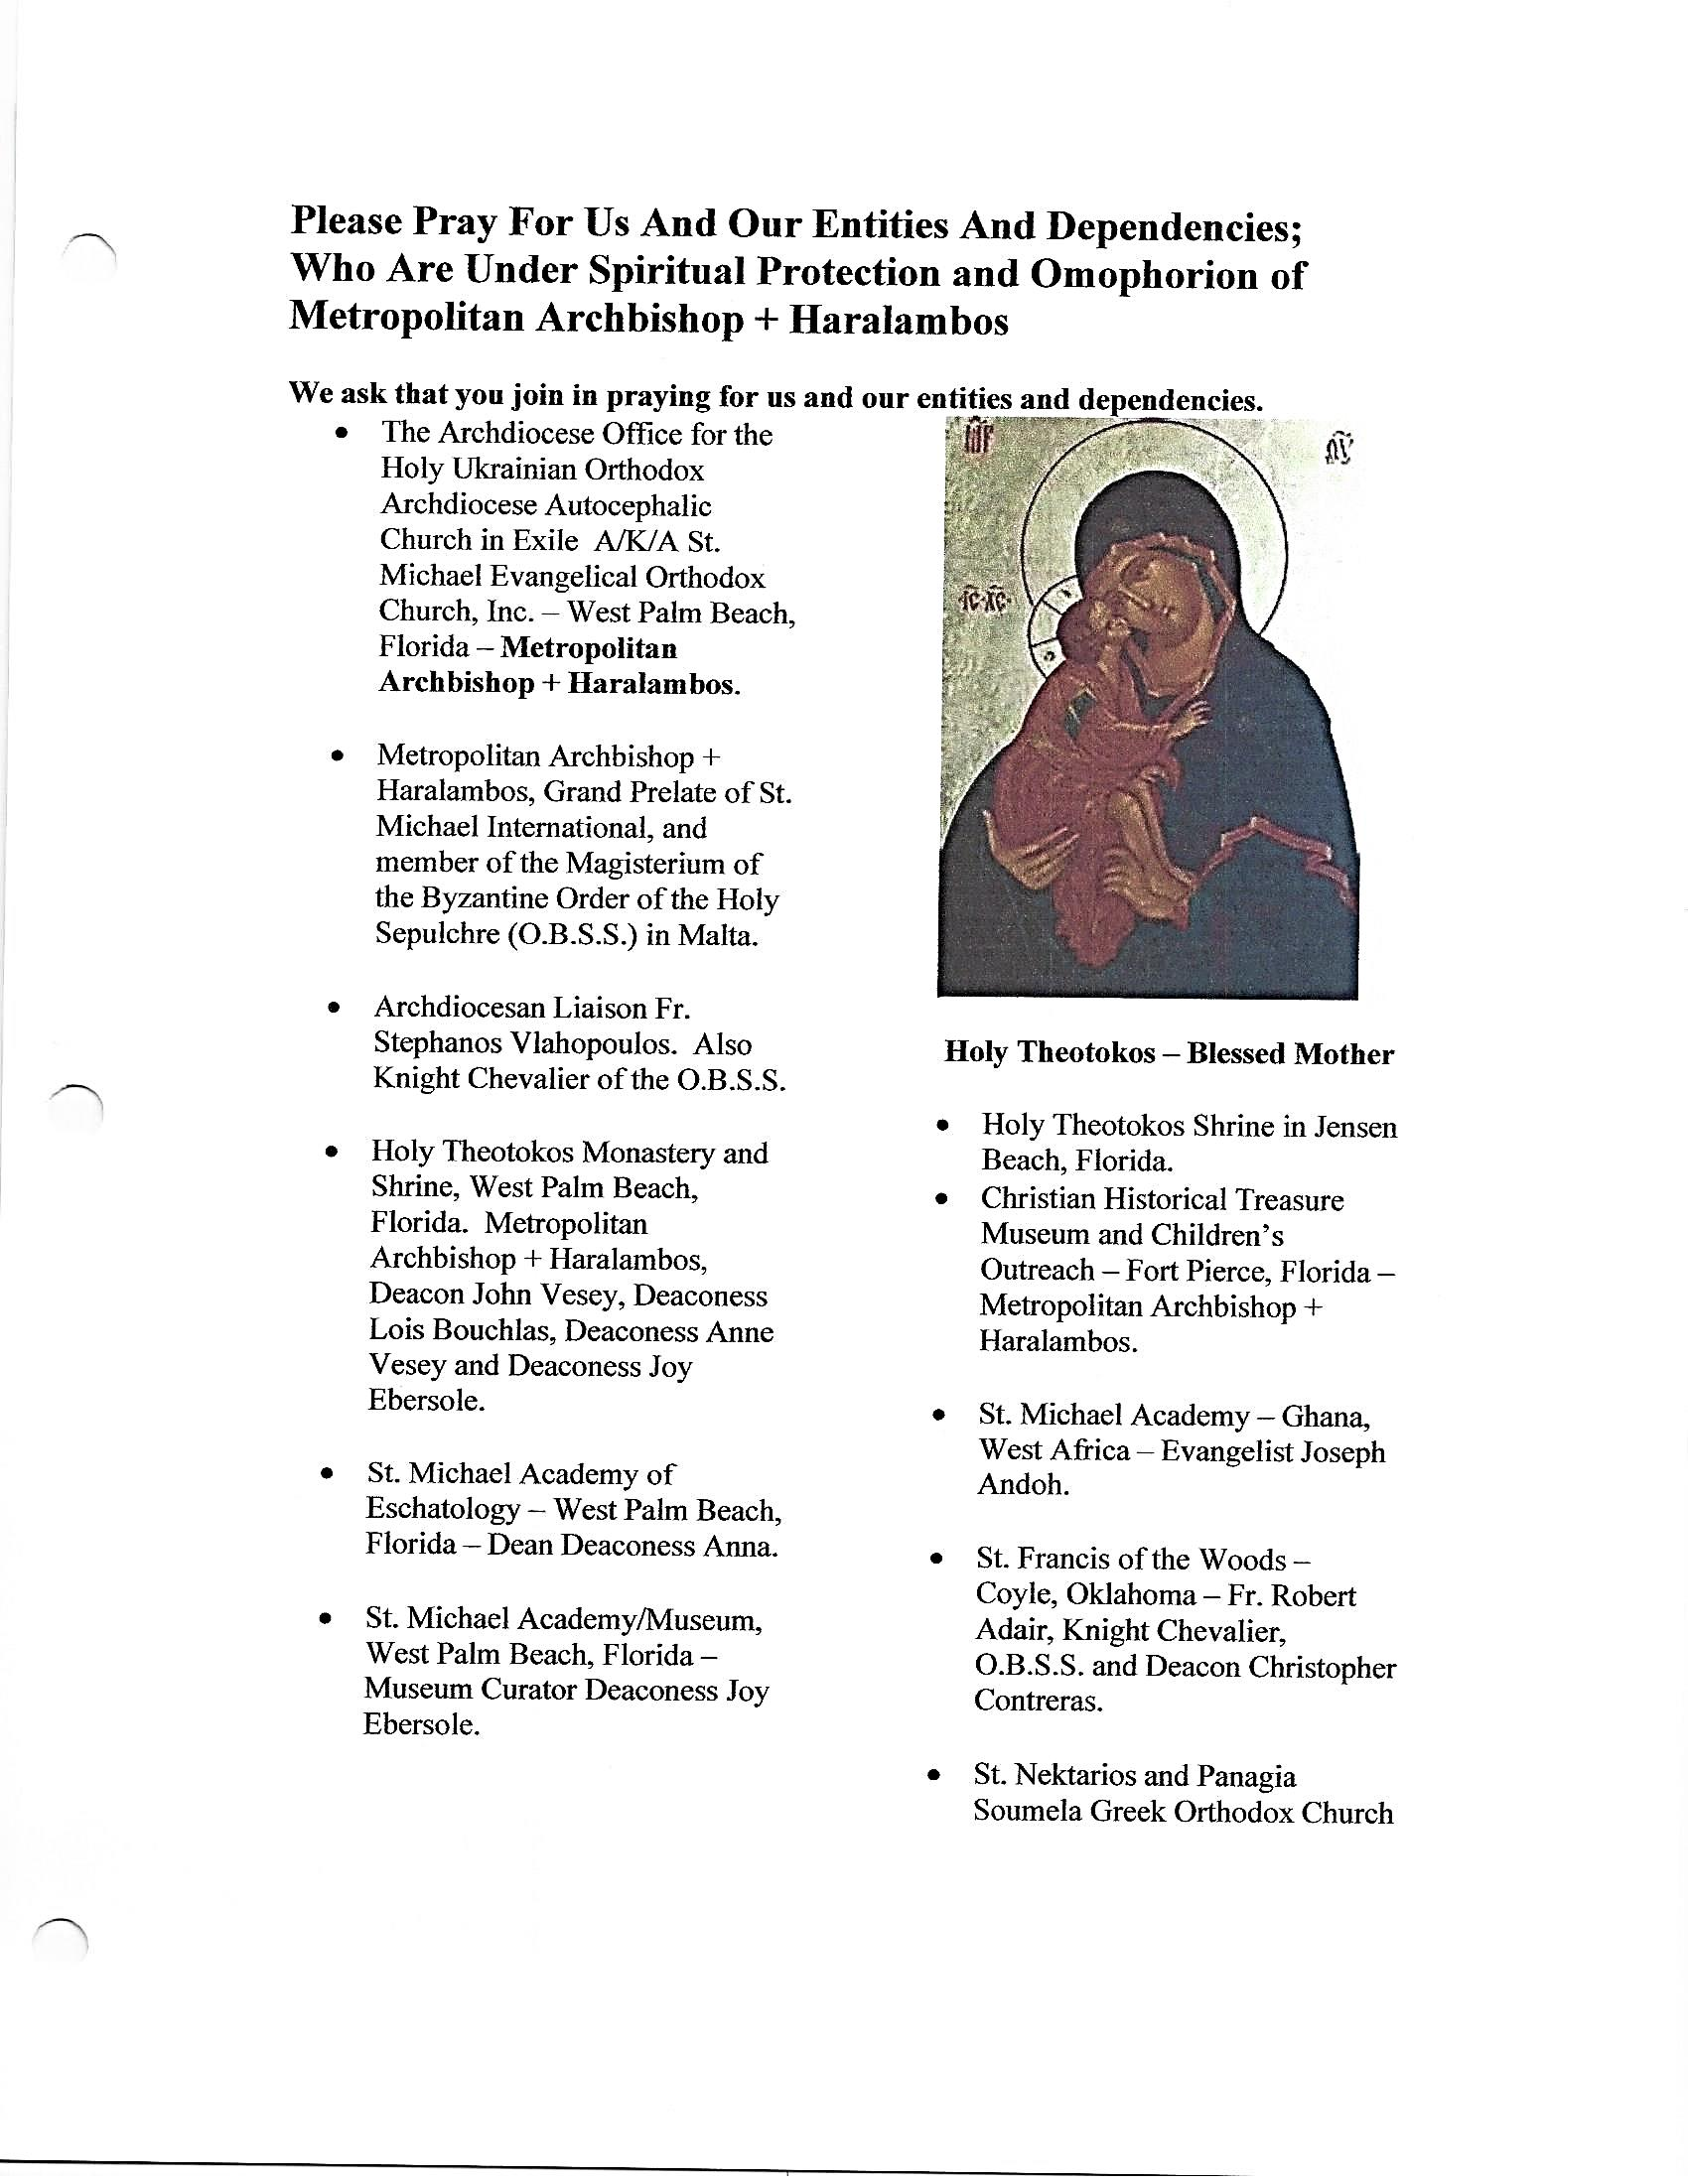 Please Pray For Us And Our Entities And Dependencies;
Who Are Under Spiritual Protection and Omophorion of
Metropolitan Archbishop + Haralambos
We ask that you join in praying for us and our entities and dependencies.
• The Archdiocese Office for the
Holy Ukrainian Orthodox
Archdiocese Autocephalic
Church in Exile A/K/A St.
Michael Evangelical Orthodox
Church, Inc. – West Palm Beach,
Florida – Metropolitan
Archbishop + Haralambos.
• Metropolitan Archbishop +
Haralambos, Grand Prelate of St.
Michael International, and
member of the Magisterium of
the Byzantine Order of the Holy
Sepulchre (O.B.S.S.) in Malta.
• Archdiocesan Liaison Fr.
Stephanos Vlahopoulos. Also
Knight Chevalier of the O.B.S.S.
• Holy Theotokos Monastery and
Shrine, West Palm Beach,
Florida. Metropolitan
Archbishop + Haralambos,
Deacon John Vesey, Deaconess
Lois Bouchlas, Deaconess Anne
Vesey and Deaconess Joy
Ebersole.
• St. Michael Academy of
Eschatology – West Palm Beach,
Florida – Dean Deaconess Anna.
• St. Michael Academy/Museum,
West Palm Beach, Florida –
Museum Curator Deaconess Joy
Ebersole.
Holy Theotokos – Blessed Mother
• Holy Theotokos Shrine in Jensen
Beach, Florida.
• Christian Historical Treasure
Museum and Children’s
Outreach – Fort Pierce, Florida –
Metropolitan Archbishop +
Haralambos.
• St. Michael Academy – Ghana,
West Africa – Evangelist Joseph
Andoh.
• St. Francis of the Woods –
Coyle, Oklahoma – Fr. Robert
Adair, Knight Chevalier,
O.B.S.S. and Deacon Christopher
Contreras.
• St. Nektarios and Panagia
Soumela Greek Orthodox Church